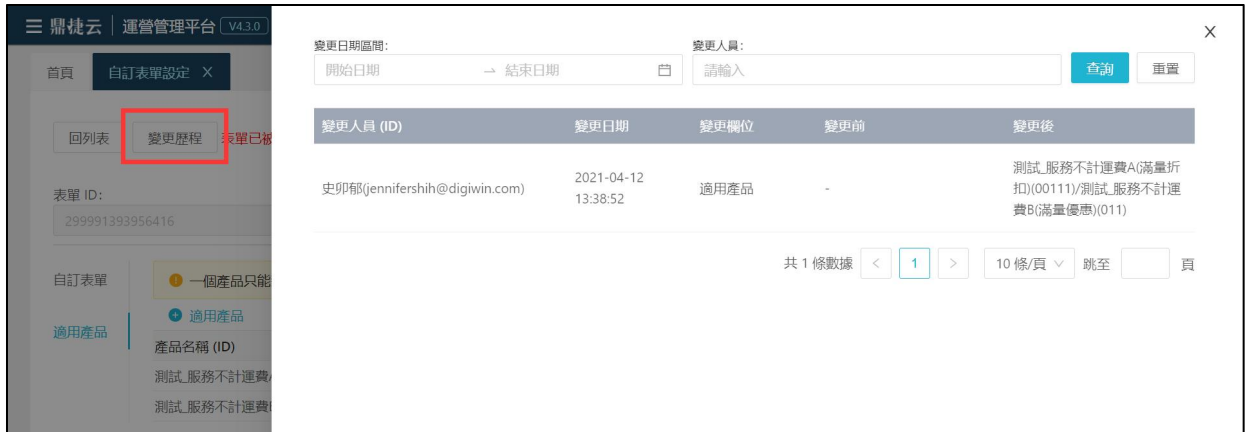 鼎捷云 | 運營管理平台 V4.3.0
首頁 自訂表單設定 X
回列表 變更歷程 表單已被
表單 ID:
299991393956416
自訂表單
適用產品
一個產品只能
適用產品
產品名稱 (ID)
測試_服務不計運費
測試_服務不計運費
變更日期區間:
開始日期 → 結束日期
變更人員:
請輸入
查詢 重置
變更人員 (ID) 變更日期 變更欄位 變更前 變更後
史卯郁(jennifershih@digiwin.com)
2021-04-12
13:38:52
適用產品
-
測試_服務不計運費A(滿量折
扣)(00111)/測試_服務不計運
費B(滿量優惠)(011)
共 1 條數據 < 1 > 10 條/頁 跳至 頁